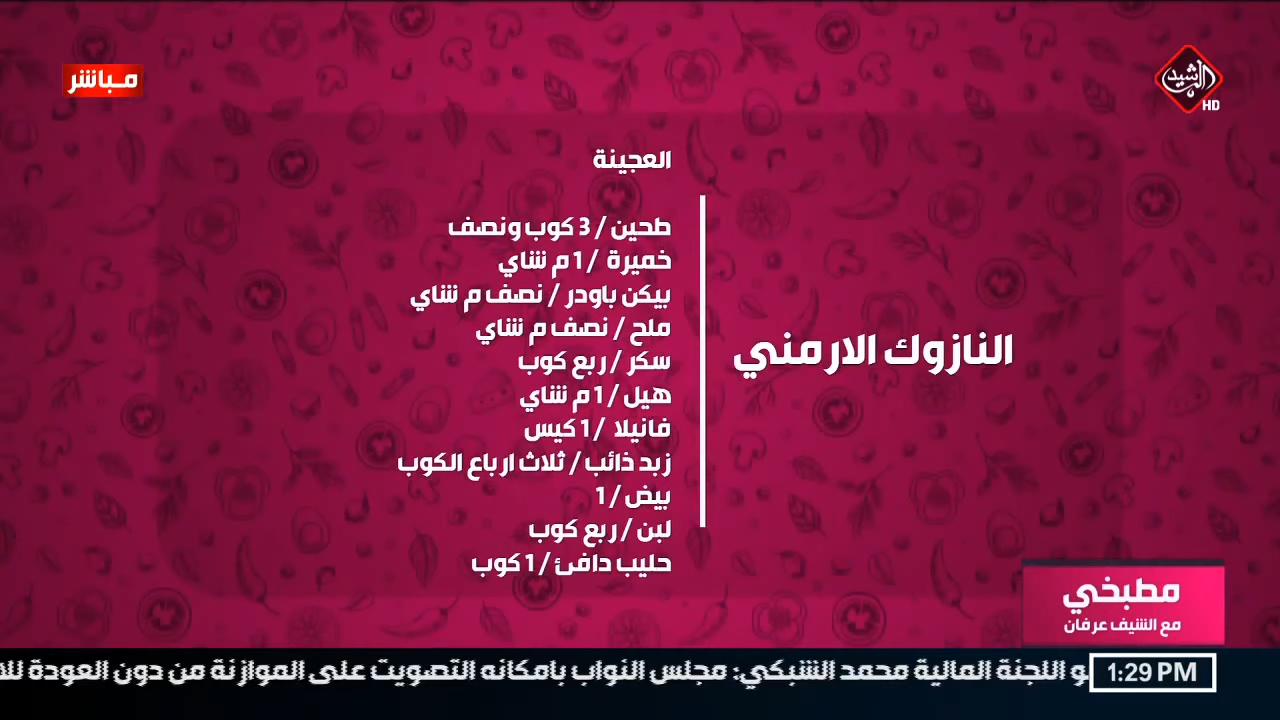 مباشر
الرشيد
HD
العجينة
طحين / 3 كوب ونصف
خميرة / 1 م شاي
بيكن باودر / نصف م شاي
ملح / نصف م شاي
سكر / ربع كوب
هيل / 1 م شاي
فانيلا / 1 كيس
زبد ذائب / ثلاث ارباع الكوب
بيض / 1
لبن / ربع كوب
حليب دافئ / 1 كوب
النازوك الارمني
مطبخي
مع الشيف عرفان
1:29 PM
و اللجنة المالية محمد الشبكي: مجلس النواب بامكانه التصويت على الموازنة من دون العودة